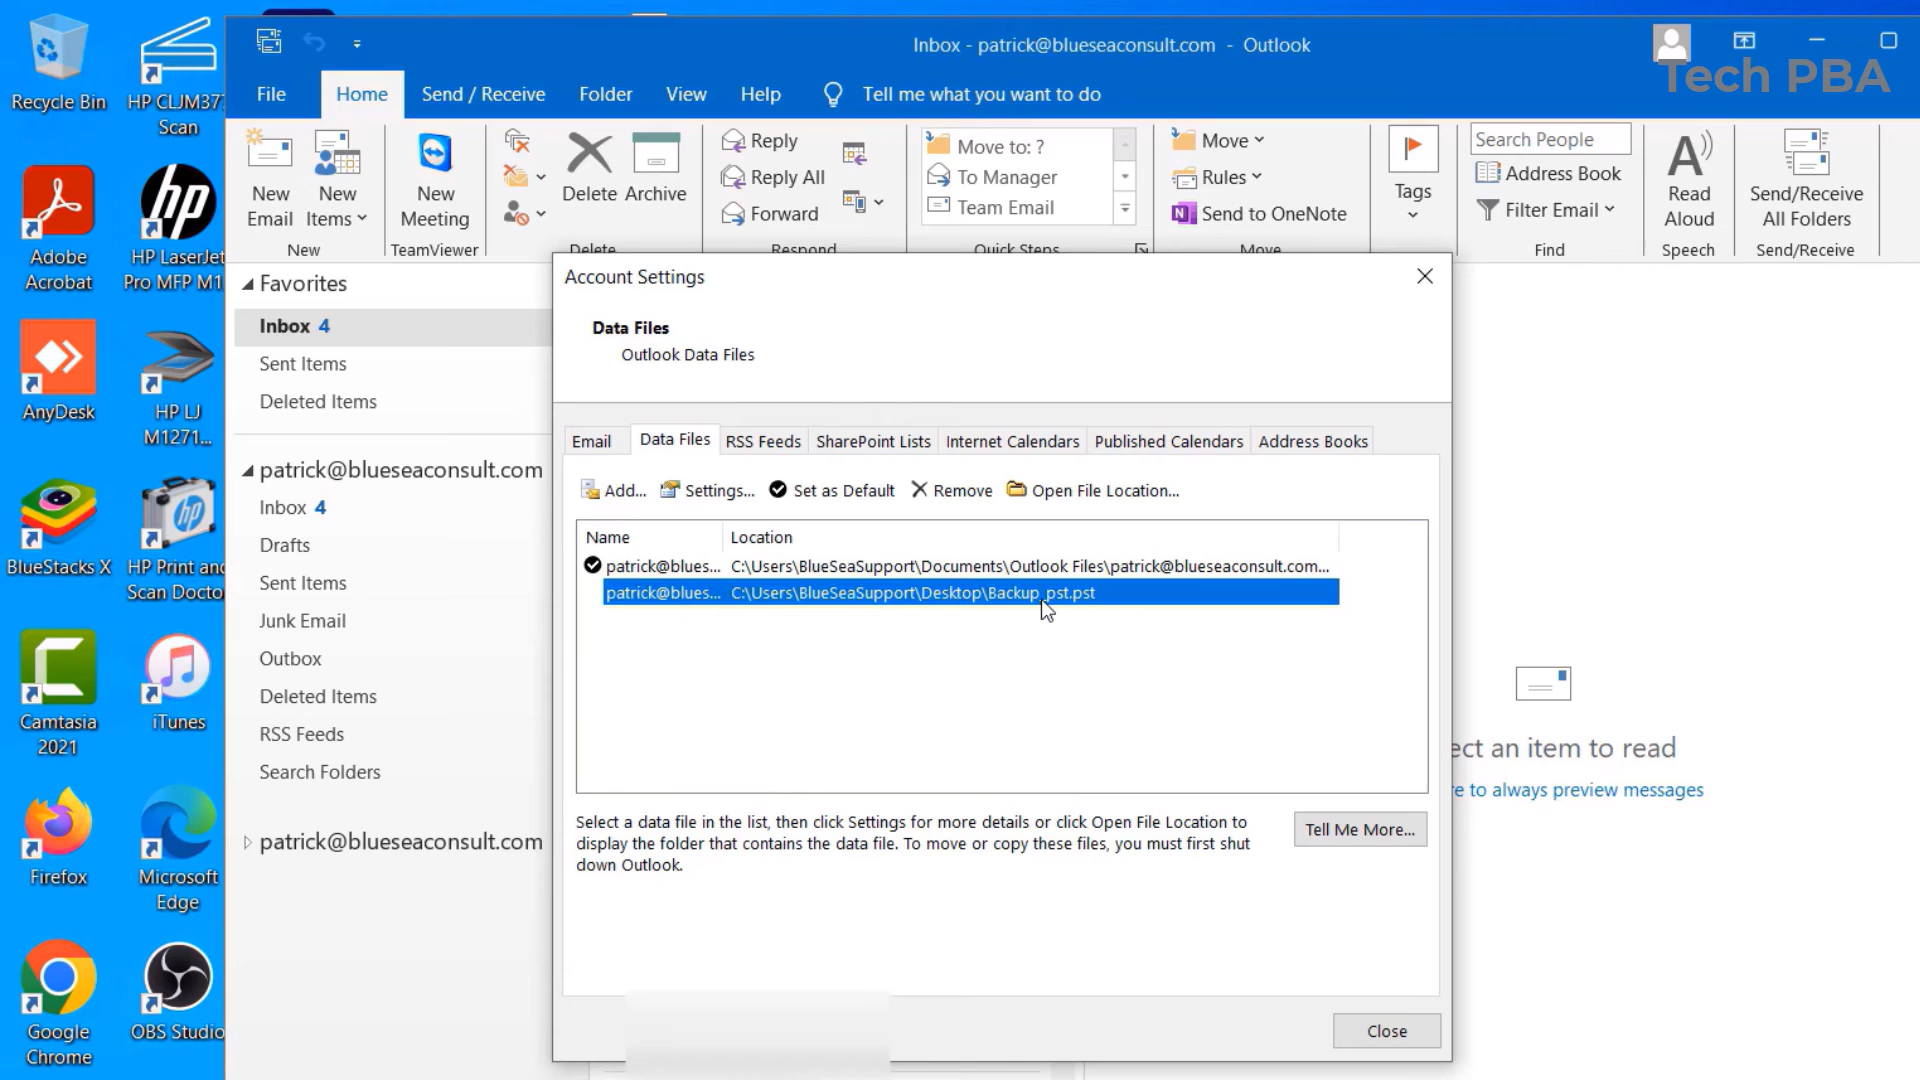 Inbox - patrick@blueseaconsult.com - Outlook
Tech PBA
File Home Send / Receive Folder View Help Tell me what you want to do
Recycle Bin
HP CLJM377
Scan
Adobe
Acrobat
HP LaserJet
Pro MFP M1
AnyDesk
HP LJ
M1271...
BlueStacks X
HP Print and
Scan Docto
Camtasia
2021
iTunes
Firefox
Microsoft
Edge
Google
Chrome
OBS Studio
New
Email
New
Items
New
New
Meeting
TeamViewer
Delete
Archive
Delete
Reply
Reply All
Forward
Respond
Move to: ?
To Manager
Team Email
Quick Steps
Move
Rules
Send to OneNote
Move
Tags
Search People
Address Book
Filter Email
Find
Read
Aloud
Speech
Send/Receive
All Folders
Send/Receive
Favorites
Inbox 4
Sent Items
Deleted Items
patrick@blueseaconsult.com
Inbox 4
Drafts
Sent Items
Junk Email
Outbox
Deleted Items
RSS Feeds
Search Folders
patrick@blueseaconsult.com
Account Settings
Data Files
Outlook Data Files
Email Data Files RSS Feeds SharePoint Lists Internet Calendars Published Calendars Address Books
Add... Settings... Set as Default Remove Open File Location...
Name Location
patrick@blues... C:\Users\BlueSeaSupport\Documents\Outlook Files\patrick@blueseaconsult.com...
patrick@blues... C:\Users\BlueSeaSupport\Desktop\Backup_pst.pst
Select a data file in the list, then click Settings for more details or click Open File Location to
display the folder that contains the data file. To move or copy these files, you must first shut
down Outlook.
Tell Me More...
Close
ect an item to read
re to always preview messages